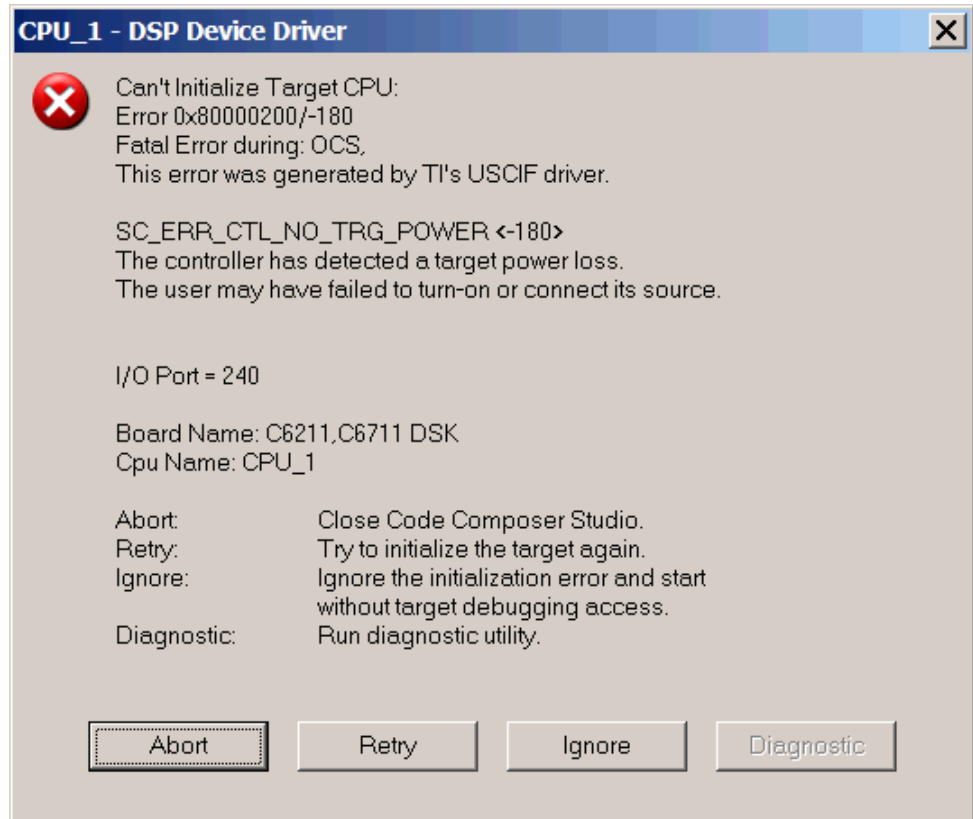 CPU_1 - DSP Device Driver
Can't Initialize Target CPU:
Error 0x80000200/-180
Fatal Error during: OCS,
This error was generated by TI's USCIF driver.
SC_ERR_CTL_NO_TRG_POWER <-180>
The controller has detected a target power loss.
The user may have failed to turn-on or connect its source.
I/O Port = 240
Board Name: C6211,C6711 DSK
Cpu Name: CPU_1
Abort: Close Code Composer Studio.
Retry: Try to initialize the target again.
Ignore: Ignore the initialization error and start
without target debugging access.
Diagnostic: Run diagnostic utility.
Abort Retry Ignore Diagnostic